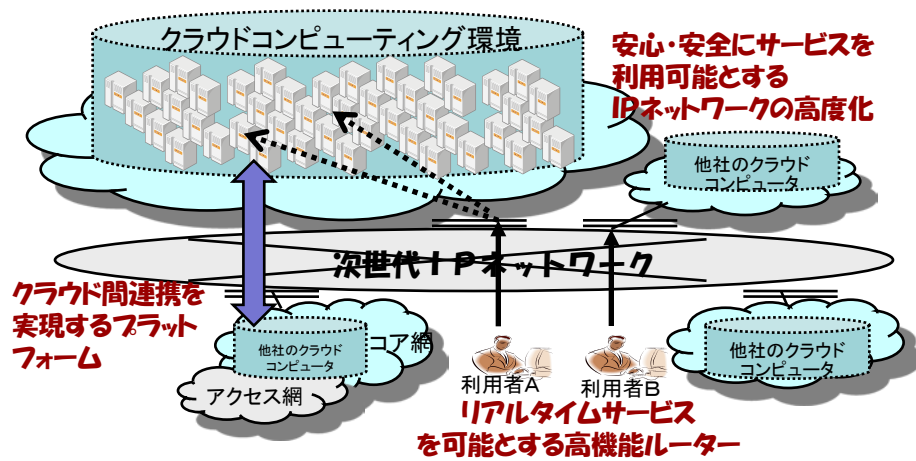 クラウドコンピューティング環境
安心・安全にサービスを
利用可能とする
IPネットワークの高度化
他社のクラウド
コンピュータ
次世代IPネットワーク
クラウド間連携を
実現するプラット
フォーム
他社のクラウド
コンピュータ
コア網
アクセス網
利用者A
利用者B
他社のクラウド
コンピュータ
リアルタイムサービス
を可能とする高機能ルーター